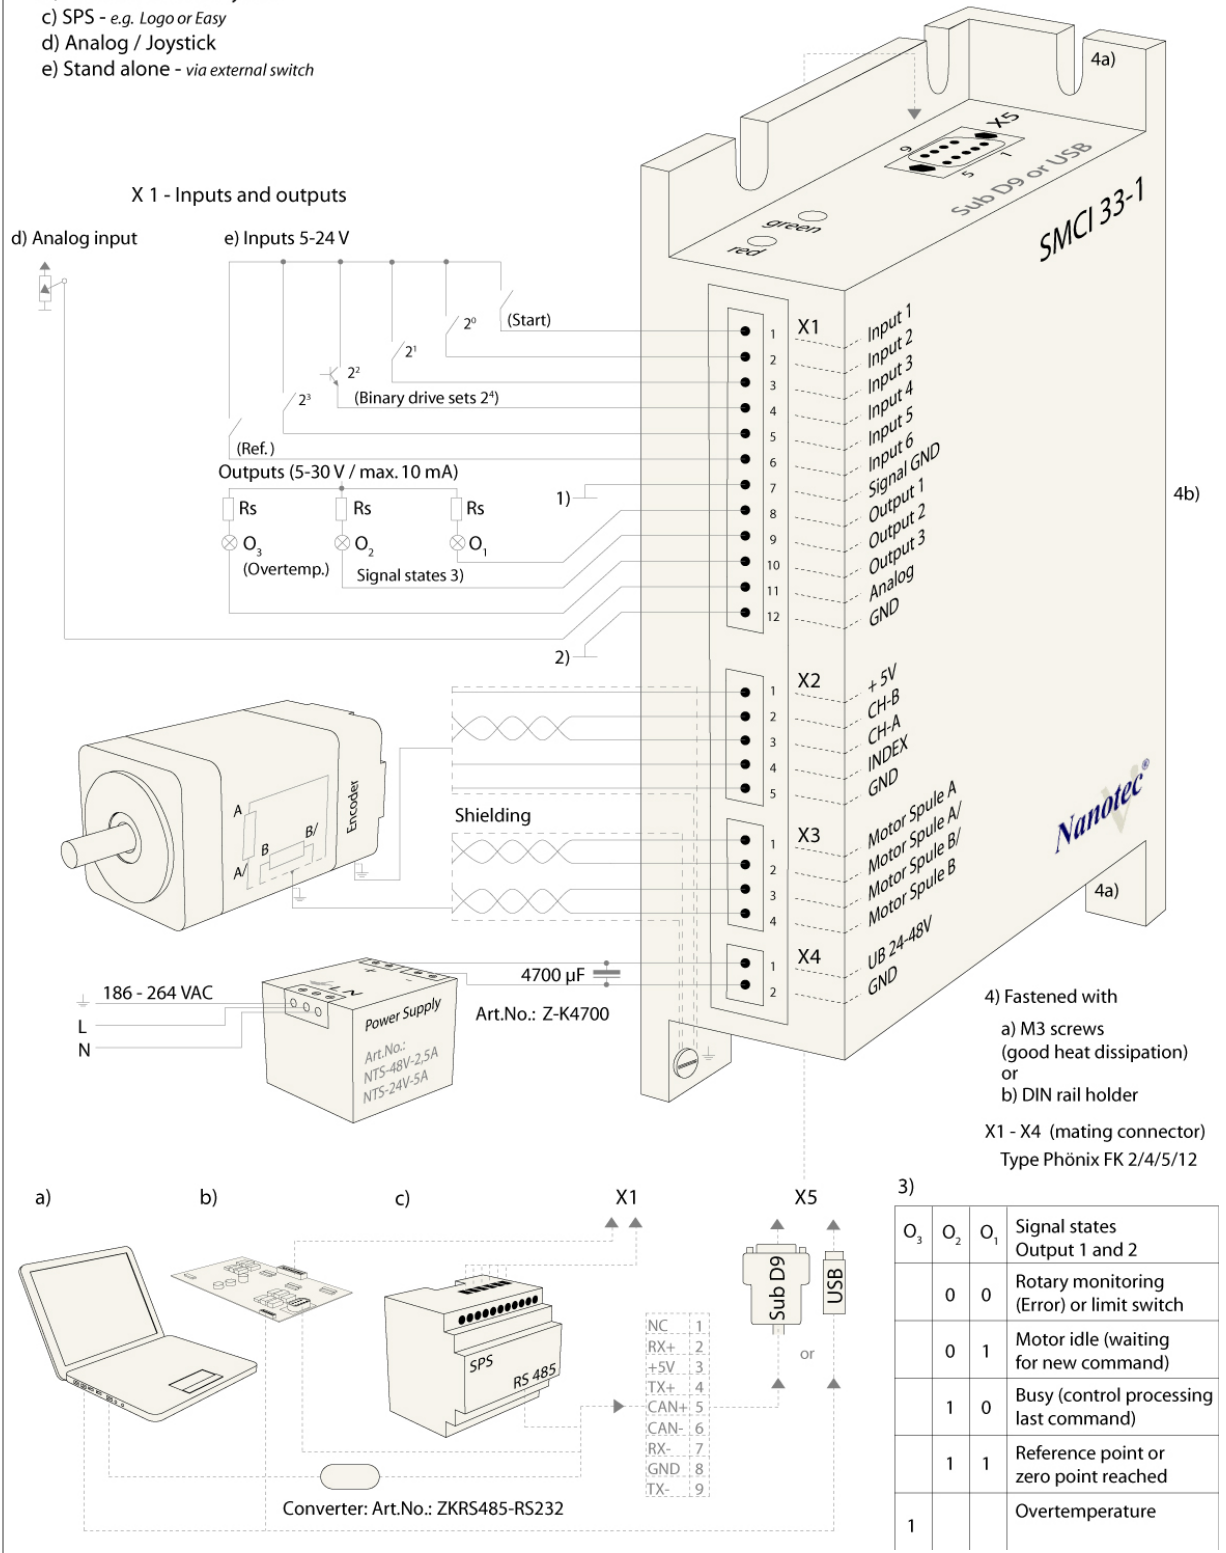 c) SPS - e.g. Logo or Easy
d) Analog / Joystick
e) Stand alone - via external switch
4a)
X5
9
1
5
Sub D9 or USB
green
red
SMCI 33-1
X 1 - Inputs and outputs
d) Analog input
e) Inputs 5-24 V
(Start)
2⁰
2¹
2²
2³
(Binary drive sets 2⁴)
(Ref.)
Outputs (5-30 V / max. 10 mA)
Rs
Rs
Rs
O₃
O₂
O₁
(Overtemp.)
Signal states 3)
1)
2)
X1
1
2
3
4
5
6
7
8
9
10
11
12
Input 1
Input 2
Input 3
Input 4
Input 5
Input 6
Signal GND
Output 1
Output 2
Output 3
Analog
GND
4b)
X2
1
2
3
4
5
+ 5V
CH-B
CH-A
INDEX
GND
Shielding
X3
1
2
3
4
Motor Spule A
Motor Spule A/
Motor Spule B/
Motor Spule B
Nanotec®
4a)
A
A/
B
B/
Encoder
X4
1
2
UB 24-48V
GND
4700 µF
Art.No.: Z-K4700
186 - 264 VAC
L
N
+
-
L N
Power Supply
Art.No.:
NTS-48V-2,5A
NTS-24V-5A
4) Fastened with
a) M3 screws
(good heat dissipation)
or
b) DIN rail holder
X1 - X4 (mating connector)
Type Phönix FK 2/4/5/12
a)
b)
c)
X1
X5
SPS
RS 485
Sub D9
or
USB
NC 1
RX+ 2
+5V 3
TX+ 4
CAN+ 5
CAN- 6
RX- 7
GND 8
TX- 9
Converter: Art.No.: ZKRS485-RS232
3)
O₃ O₂ O₁ Signal states
Output 1 and 2
0 0 Rotary monitoring
(Error) or limit switch
0 1 Motor idle (waiting
for new command)
1 0 Busy (control processing
last command)
1 1 Reference point or
zero point reached
1 Overtemperature